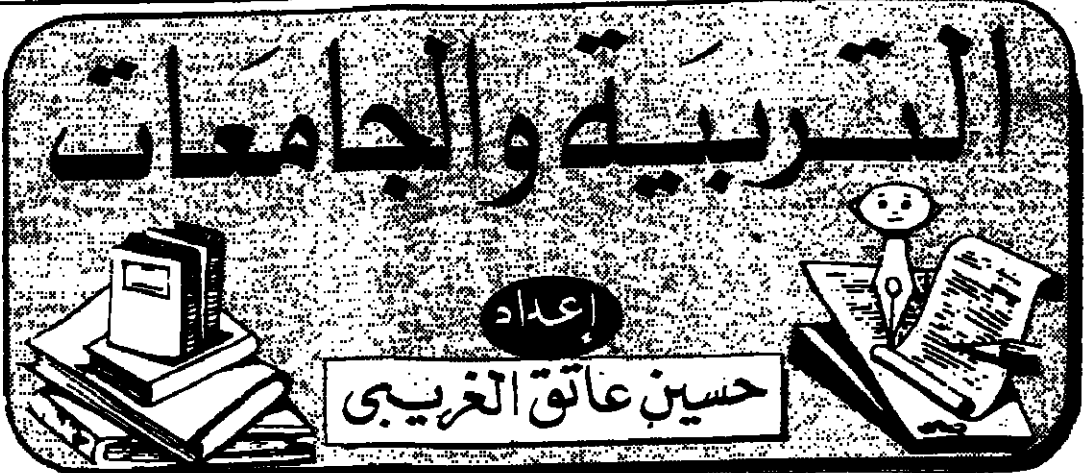 التربية والجامعات
إعداد
حسين عاتق الغريبي